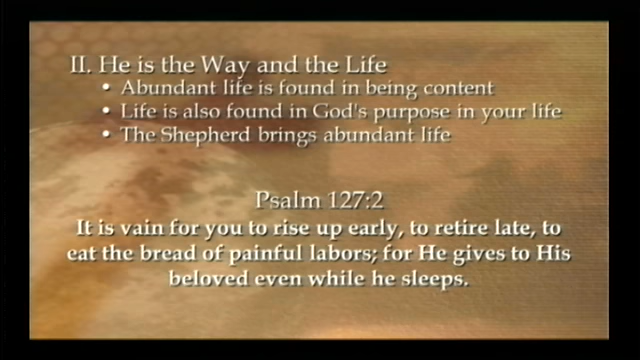 II. He is the Way and the Life
• Abundant life is found in being content
• Life is also found in God's purpose in your life
• The Shepherd brings abundant life
Psalm 127:2
It is vain for you to rise up early, to retire late, to
eat the bread of painful labors; for He gives to His
beloved even while he sleeps.